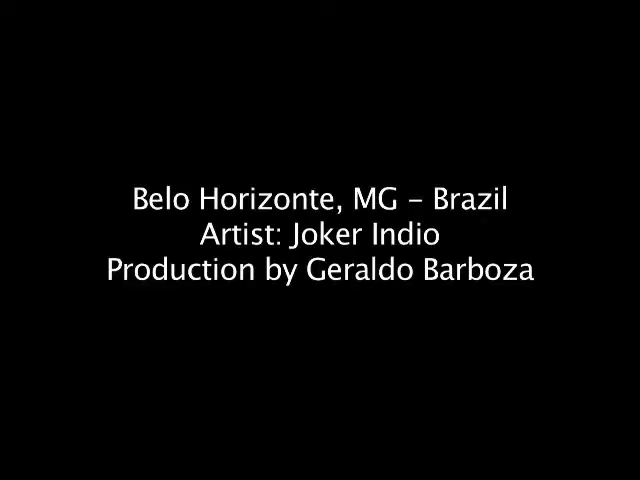 Belo Horizonte, MG - Brazil
Artist: Joker Indio
Production by Geraldo Barboza